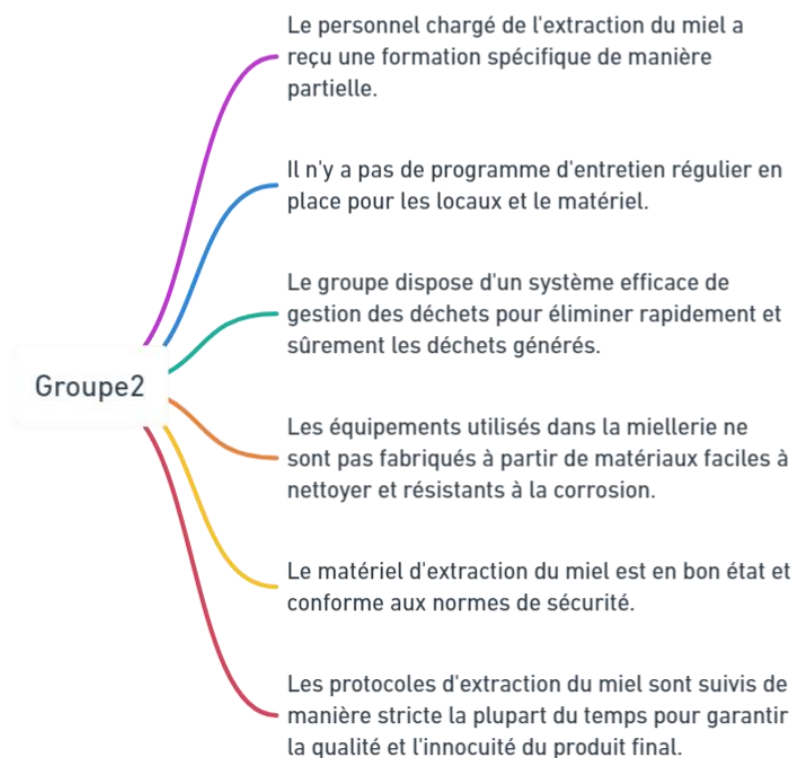 Le personnel chargé de l'extraction du miel a
reçu une formation spécifique de manière
partielle.
Il n'y a pas de programme d'entretien régulier en
place pour les locaux et le matériel.
Le groupe dispose d'un système efficace de
gestion des déchets pour éliminer rapidement et
sûrement les déchets générés.
Groupe2
Les équipements utilisés dans la miellerie ne
sont pas fabriqués à partir de matériaux faciles à
nettoyer et résistants à la corrosion.
Le matériel d'extraction du miel est en bon état et
conforme aux normes de sécurité.
Les protocoles d'extraction du miel sont suivis de
manière stricte la plupart du temps pour garantir
la qualité et l'innocuité du produit final.